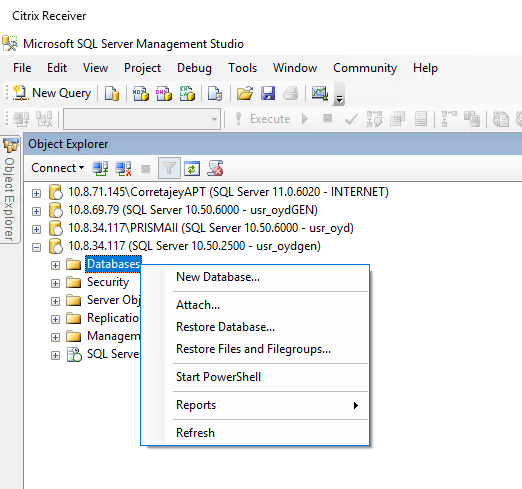 Citrix Receiver
Microsoft SQL Server Management Studio
File Edit View Project Debug Tools Window Community Help
New Query
Execute
Object Explorer
Object Explorer
Connect
10.8.71.145\CorretajeyAPT (SQL Server 11.0.6020 - INTERNET)
10.8.69.79 (SQL Server 10.50.6000 - usr_oydGEN)
10.8.34.117\PRISMAII (SQL Server 10.50.6000 - usr_oyd)
10.8.34.117 (SQL Server 10.50.2500 - usr_oydgen)
Databases
New Database...
Security
Server Obj
Attach...
Replicatio
Restore Database...
Managem
Restore Files and Filegroups...
SQL Serve
Start PowerShell
Reports
Refresh